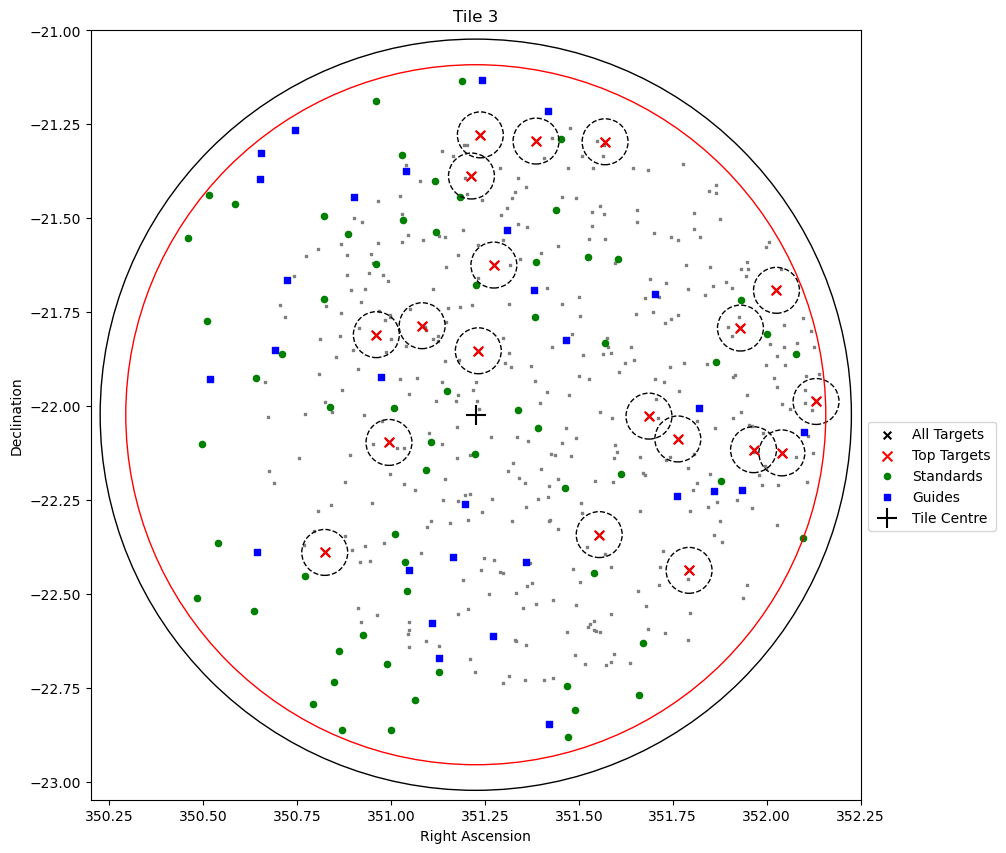 Tile 3
−21.00
−21.25
−21.50
−21.75
−22.00
−22.25
−22.50
−22.75
−23.00
Declination
350.25 350.50 350.75 351.00 351.25 351.50 351.75 352.00 352.25
Right Ascension
All Targets
Top Targets
Standards
Guides
Tile Centre